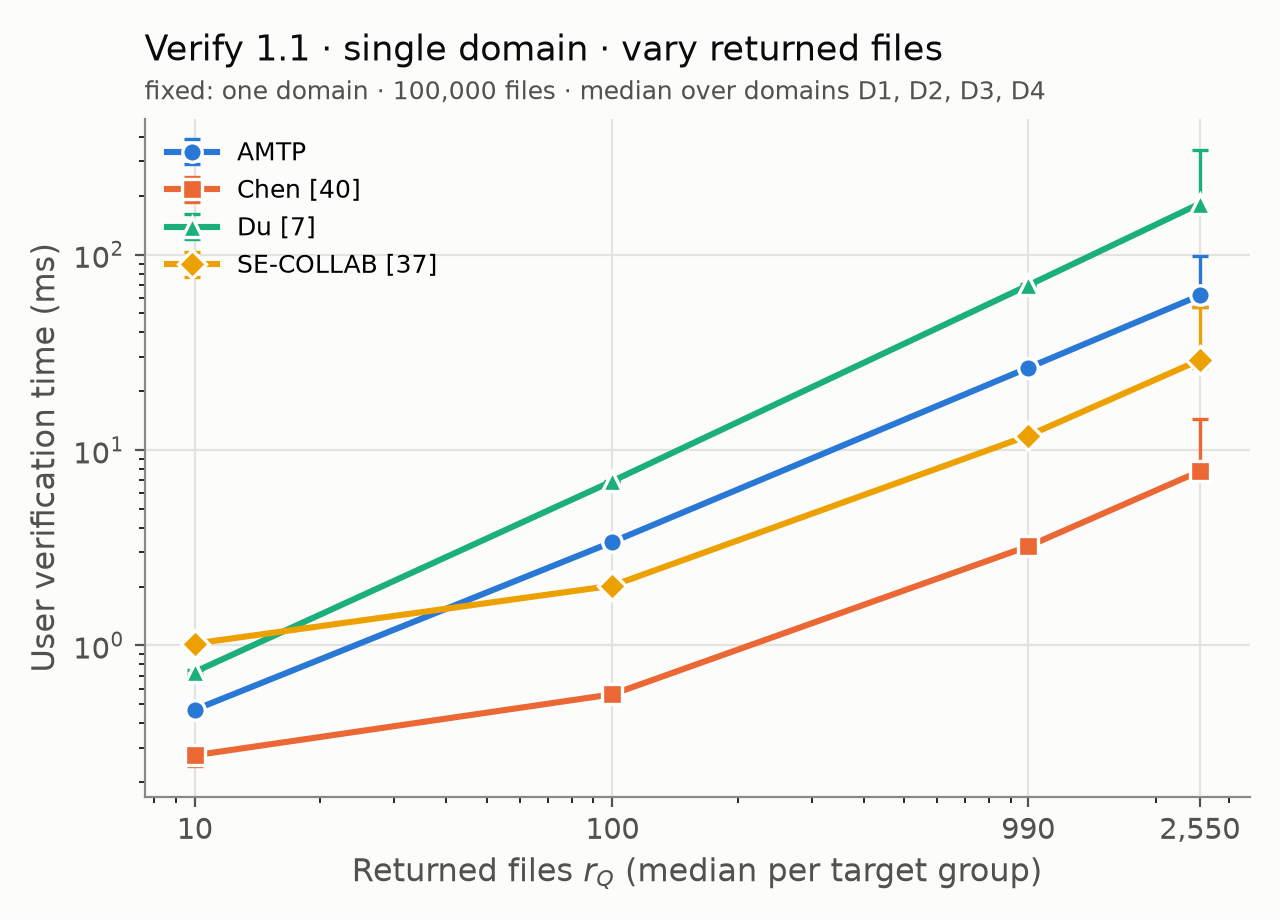 Verify 1.1 · single domain · vary returned files
fixed: one domain · 100,000 files · median over domains D1, D2, D3, D4
AMTP
Chen [40]
Du [7]
SE-COLLAB [37]
User verification time (ms)
10²
10¹
10⁰
10 100 990 2,550
Returned files r_Q (median per target group)